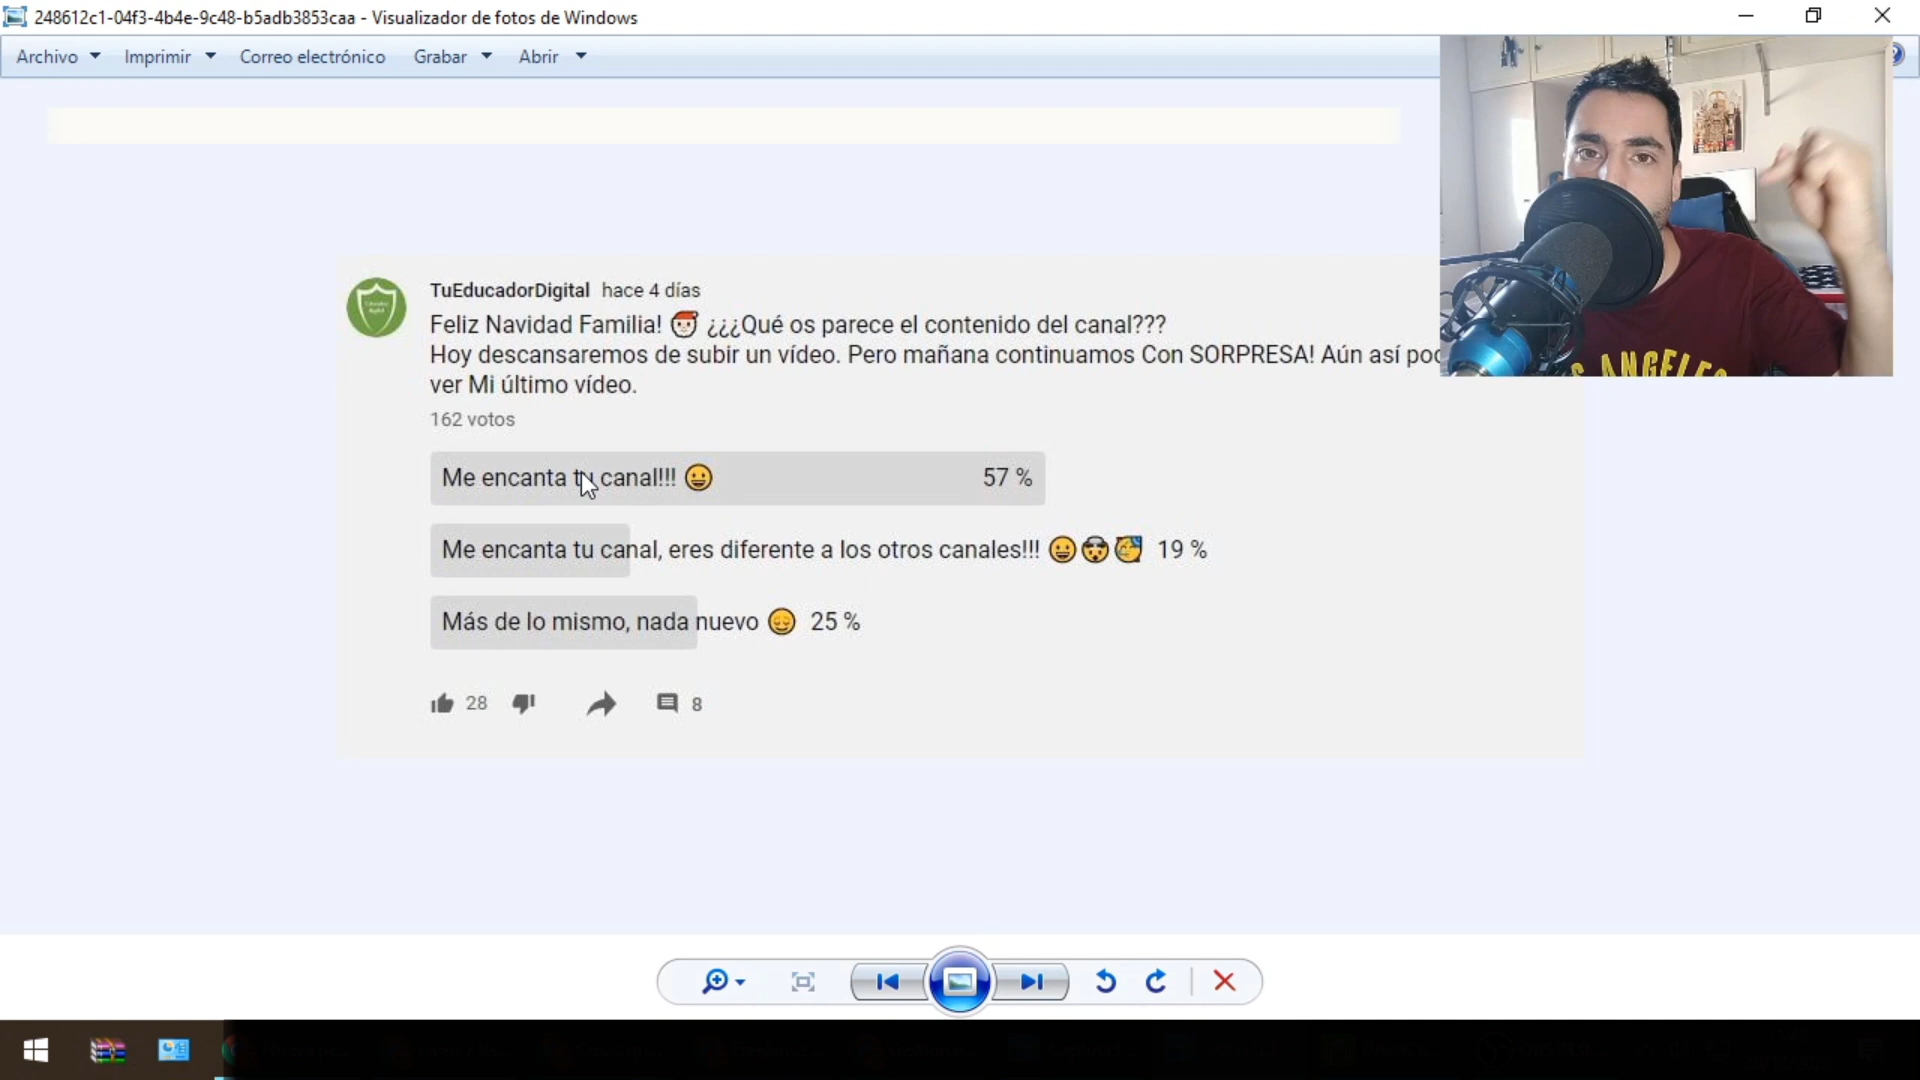 248612c1-04f3-4b4e-9c48-b5adb3853caa - Visualizador de fotos de Windows
Archivo Imprimir Correo electrónico Grabar Abrir
TuEducadorDigital hace 4 días
Feliz Navidad Familia! 🎅 ¿¿¿Qué os parece el contenido del canal???
Hoy descansaremos de subir un vídeo. Pero mañana continuamos Con SORPRESA! Aún así
ver Mi último vídeo.
162 votos
Me encanta tu canal!!! 😀 57 %
Me encanta tu canal, eres diferente a los otros canales!!! 😀🤯🥳 19 %
Más de lo mismo, nada nuevo 😔 25 %
28 8
ANGELES